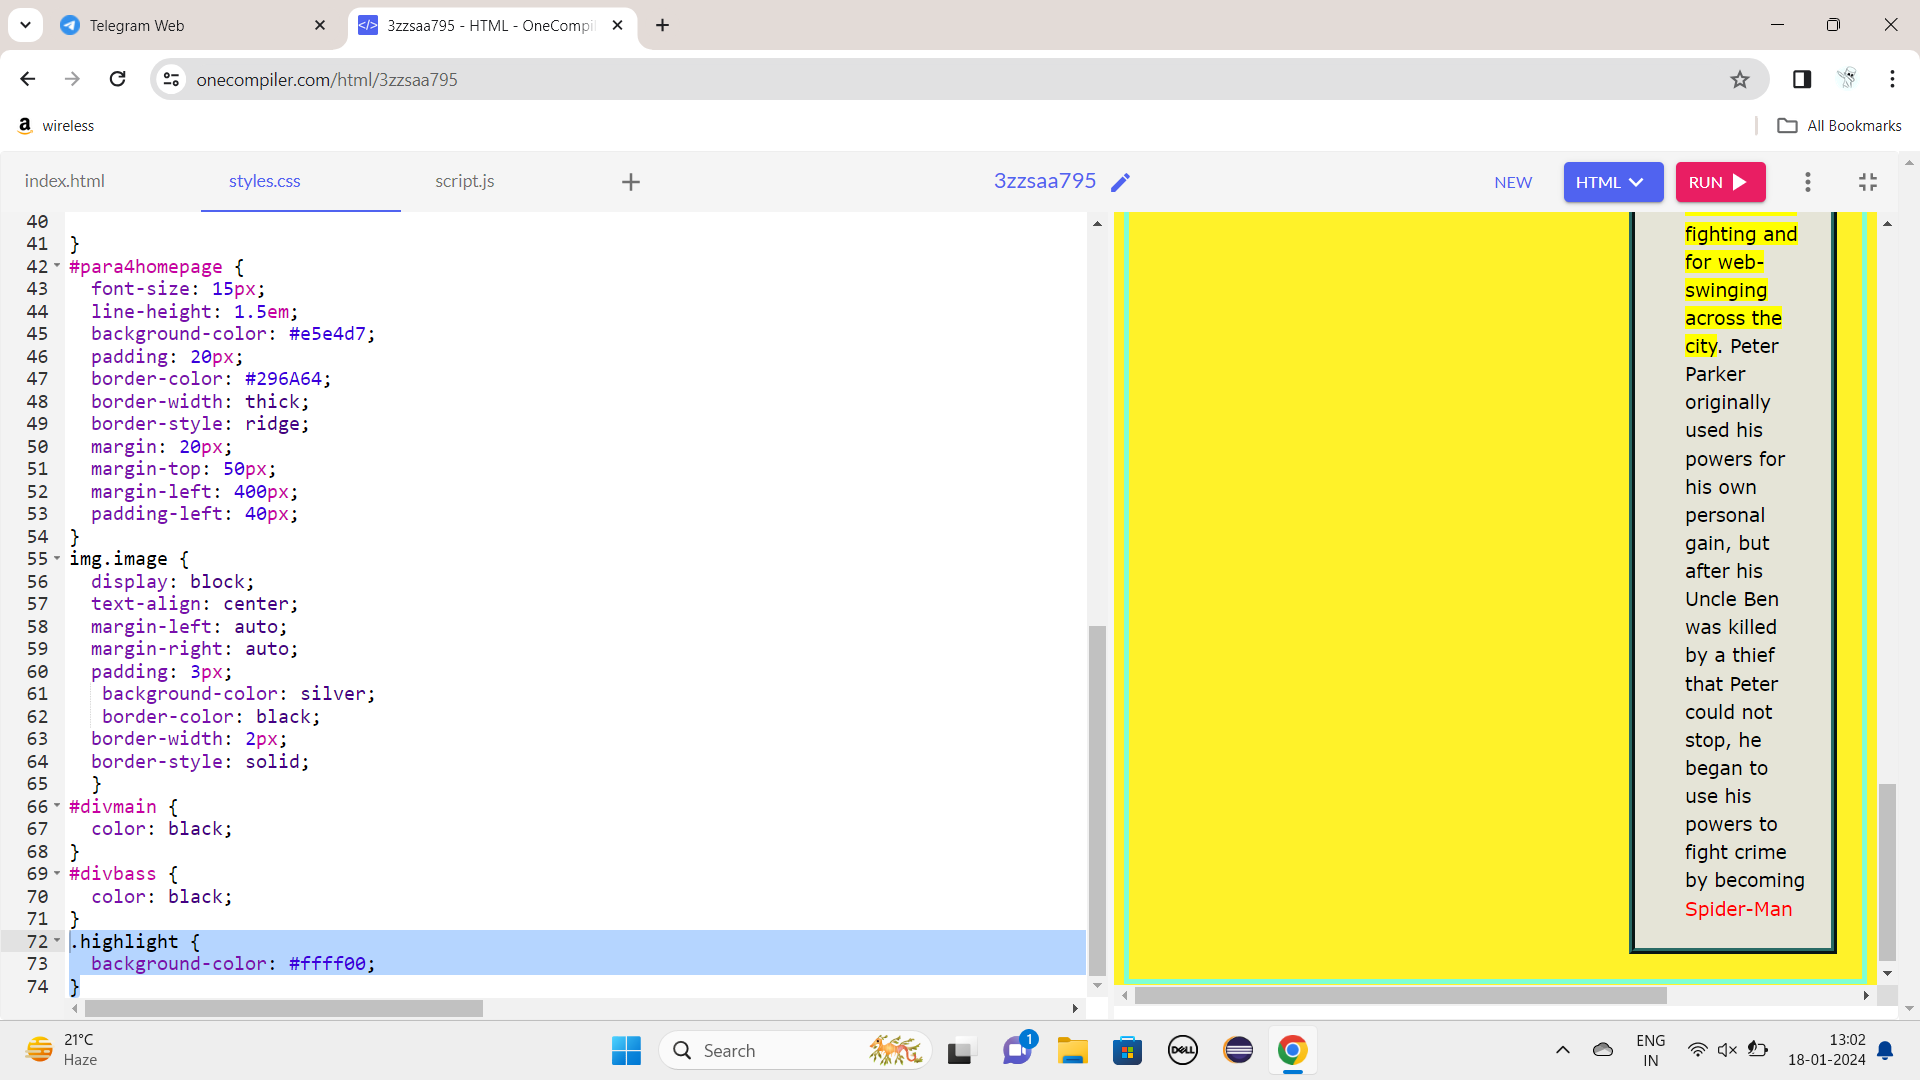 Telegram Web
3zzsaa795 - HTML - OneCompil
onecompiler.com/html/3zzsaa795
wireless
All Bookmarks
index.html
styles.css
script.js
3zzsaa795
NEW
HTML
RUN
40
41 }
42 #para4homepage {
43 font-size: 15px;
44 line-height: 1.5em;
45 background-color: #e5e4d7;
46 padding: 20px;
47 border-color: #296A64;
48 border-width: thick;
49 border-style: ridge;
50 margin: 20px;
51 margin-top: 50px;
52 margin-left: 400px;
53 padding-left: 40px;
54 }
55 img.image {
56 display: block;
57 text-align: center;
58 margin-left: auto;
59 margin-right: auto;
60 padding: 3px;
61 background-color: silver;
62 border-color: black;
63 border-width: 2px;
64 border-style: solid;
65 }
66 #divmain {
67 color: black;
68 }
69 #divbass {
70 color: black;
71 }
72 .highlight {
73 background-color: #ffff00;
74 }
fighting and
for web-
swinging
across the
city. Peter
Parker
originally
used his
powers for
his own
personal
gain, but
after his
Uncle Ben
was killed
by a thief
that Peter
could not
stop, he
began to
use his
powers to
fight crime
by becoming
Spider-Man
21°C
Haze
Search
1
DELL
ENG
IN
13:02
18-01-2024